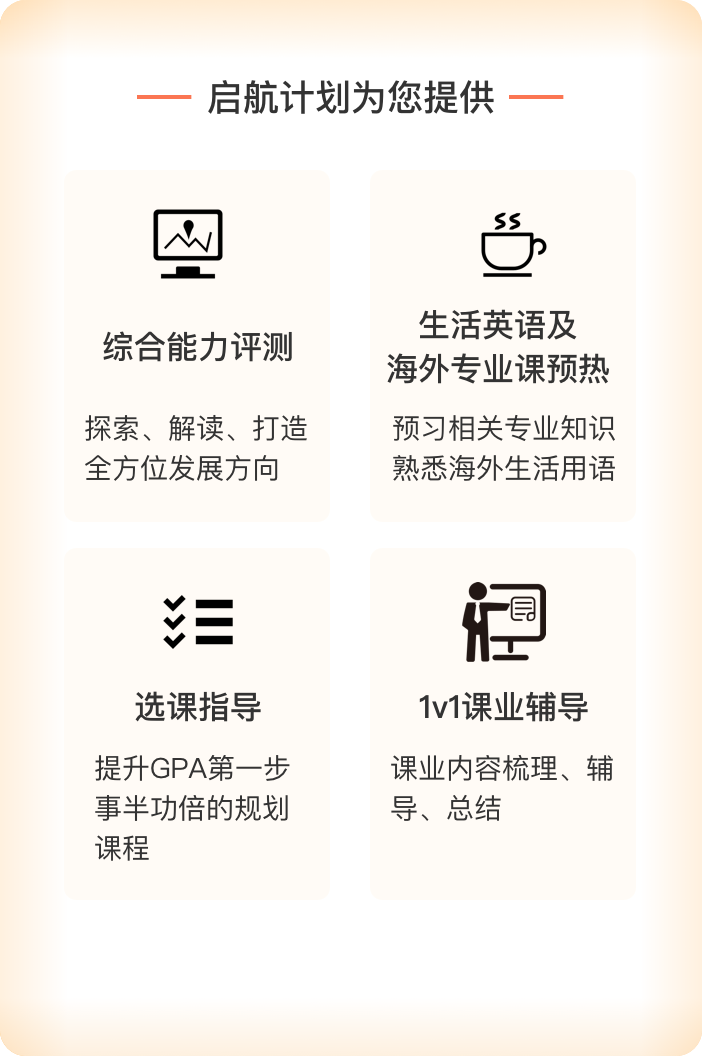 启航计划为您提供
综合能力评测
探索、解读、打造
全方位发展方向
生活英语及
海外专业课预热
预习相关专业知识
熟悉海外生活用语
选课指导
提升GPA第一步
事半功倍的规划
课程
1v1课业辅导
课业内容梳理、辅
导、总结